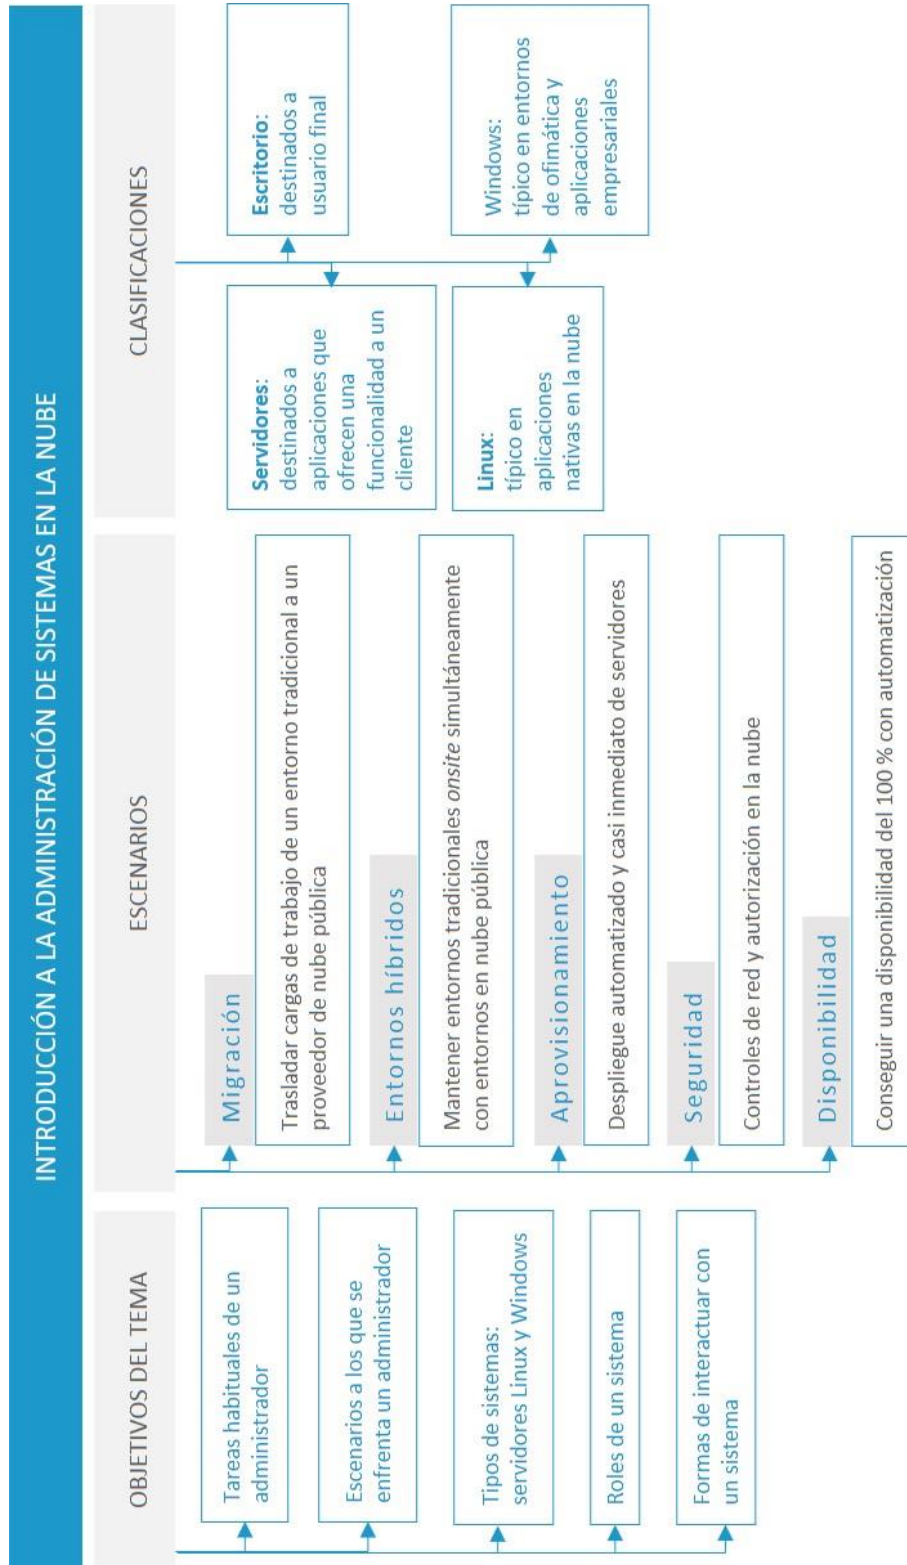 INTRODUCCIÓN A LA ADMINISTRACIÓN DE SISTEMAS EN LA NUBE
OBJETIVOS DEL TEMA
Tareas habituales de un
administrador
Escenarios a los que se
enfrenta un administrador
Tipos de sistemas:
servidores Linux y Windows
Roles de un sistema
Formas de interactuar con
un sistema
ESCENARIOS
Migración
Trasladar cargas de trabajo de un entorno tradicional a un
proveedor de nube pública
Entornos híbridos
Mantener entornos tradicionales onsite simultáneamente
con entornos en nube pública
Aprovisionamiento
Despliegue automatizado y casi inmediato de servidores
Seguridad
Controles de red y autorización en la nube
Disponibilidad
Conseguir una disponibilidad del 100 % con automatización
CLASIFICACIONES
Servidores:
destinados a
aplicaciones que
ofrecen una
funcionalidad a un
cliente
Escritorio:
destinados a
usuario final
Linux:
típico en
aplicaciones
nativas en la nube
Windows:
típico en entornos
de ofimática y
aplicaciones
empresariales